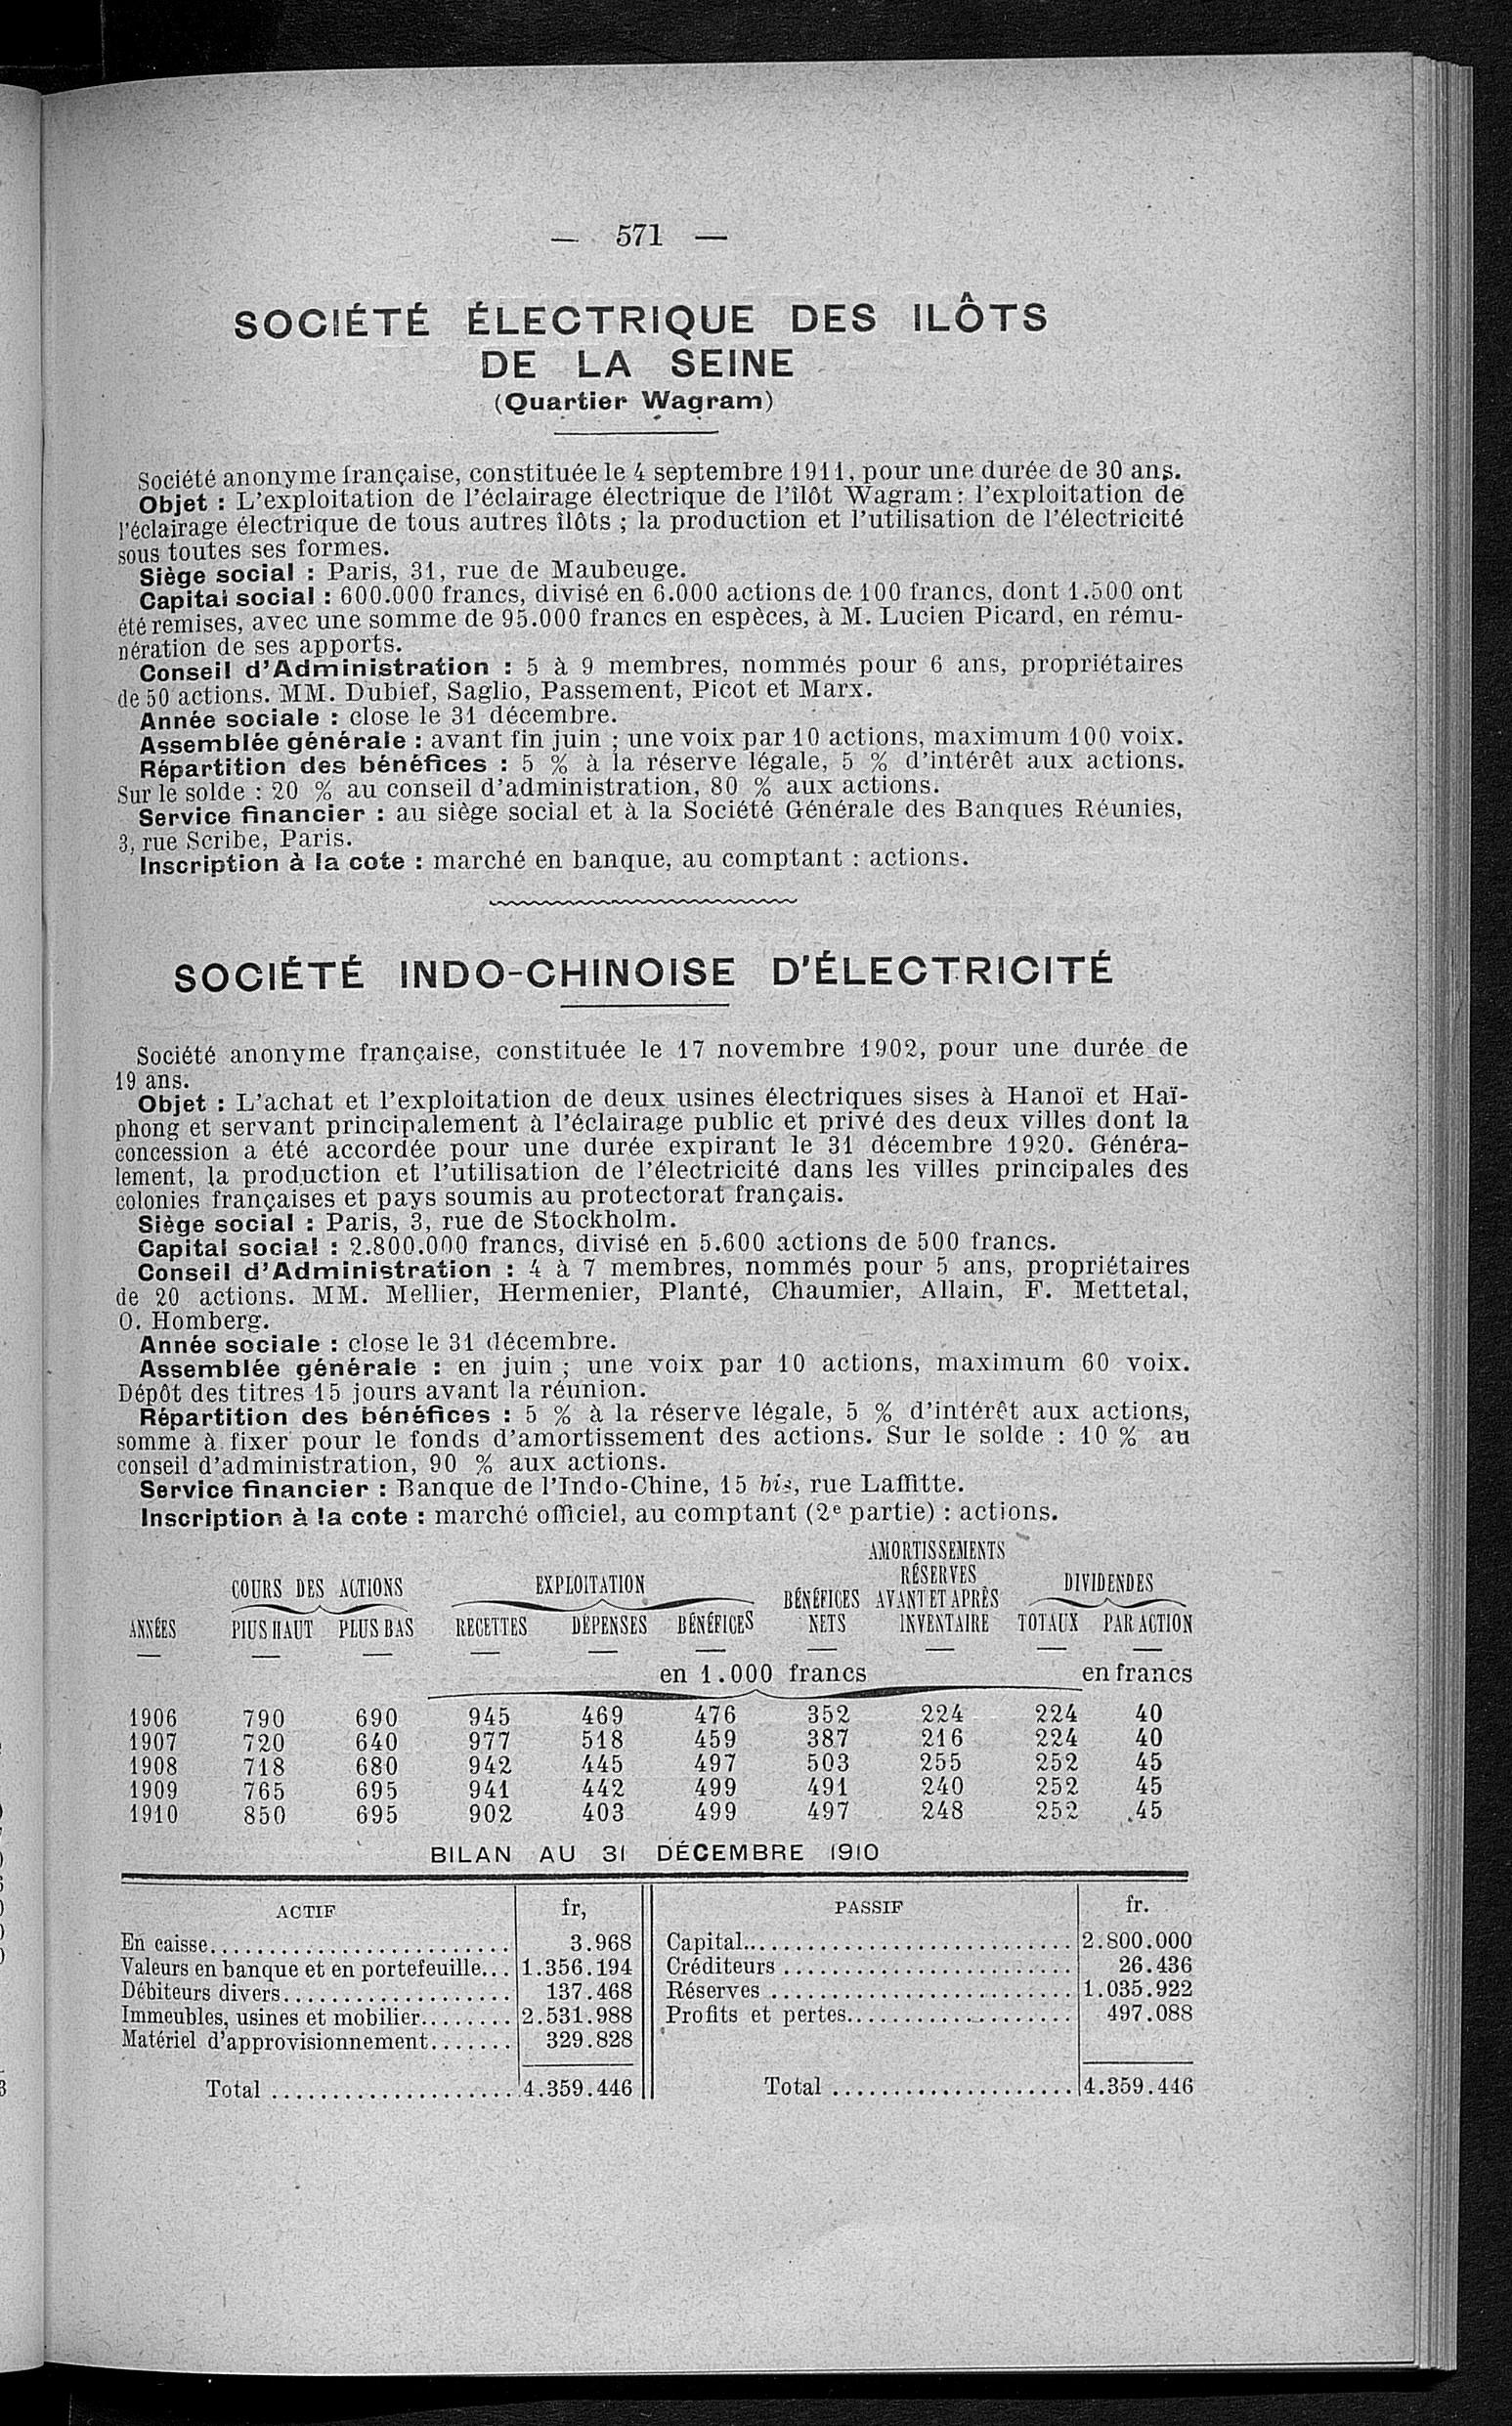 — 571 —
SOCIÉTÉ ÉLECTRIQUE DES ILÔTS
DE LA SEINE
(Quartier Wagram)
Société anonyme française, constituée le 4 septembre 1911, pour une durée de 30 ans.
Objet : L'exploitation de l'éclairage électrique de l'îlôt Wagram : l'exploitation de
l'éclairage électrique de tous autres îlôts ; la production et l'utilisation de l'électricité
sous toutes ses formes.
Siège social : Paris, 31, rue de Maubeuge.
Capital social : 600.000 francs, divisé en 6.000 actions de 100 francs, dont 1.500 ont
été remises, avec une somme de 95.000 francs en espèces, à M. Lucien Picard, en rému-
nération de ses apports.
Conseil d'Administration : 5 à 9 membres, nommés pour 6 ans, propriétaires
de 50 actions. MM. Dubief, Saglio, Passement, Picot et Marx.
Année sociale : close le 31 décembre.
Assemblée générale : avant fin juin ; une voix par 10 actions, maximum 100 voix.
Répartition des bénéfices : 5 % à la réserve légale, 5 % d'intérêt aux actions.
Sur le solde : 20 % au conseil d'administration, 80 % aux actions.
Service financier : au siège social et à la Société Générale des Banques Réunies,
3, rue Scribe, Paris.
Inscription à la cote : marché en banque, au comptant : actions.
SOCIÉTÉ INDO-CHINOISE D'ÉLECTRICITÉ
Société anonyme française, constituée le 17 novembre 1902, pour une durée de
19 ans.
Objet : L'achat et l'exploitation de deux usines électriques sises à Hanoï et Haï-
phong et servant principalement à l'éclairage public et privé des deux villes dont la
concession a été accordée pour une durée expirant le 31 décembre 1920. Généra-
lement, la production et l'utilisation de l'électricité dans les villes principales des
colonies françaises et pays soumis au protectorat français.
Siège social : Paris, 3, rue de Stockholm.
Capital social : 2.800.000 francs, divisé en 5.600 actions de 500 francs.
Conseil d'Administration : 4 à 7 membres, nommés pour 5 ans, propriétaires
de 20 actions. MM. Mellier, Hermenier, Planté, Chaumier, Allain, F. Mettetal,
O. Homberg.
Année sociale : close le 31 décembre.
Assemblée générale : en juin ; une voix par 10 actions, maximum 60 voix.
Dépôt des titres 15 jours avant la réunion.
Répartition des bénéfices : 5 % à la réserve légale, 5 % d'intérêt aux actions,
somme à fixer pour le fonds d'amortissement des actions. Sur le solde : 10 % au
conseil d'administration, 90 % aux actions.
Service financier : Banque de l'Indo-Chine, 15 bis, rue Laffitte.
Inscription à la cote : marché officiel, au comptant (2e partie) : actions.
AMORTISSEMENTS
COURS DES ACTIONS EXPLOITATION RÉSERVES DIVIDENDES
BÉNÉFICES AVANT ET APRÈS
ANNÉES PLUS HAUT PLUS BAS RECETTES DÉPENSES BÉNÉFICES NETS INVENTAIRE TOTAUX PAR ACTION
en 1.000 francs en francs
1906 790 690 945 469 476 352 224 224 40
1907 720 640 977 518 459 387 216 224 40
1908 718 680 942 445 497 503 255 252 45
1909 765 695 941 442 499 491 240 252 45
1910 850 695 902 403 499 497 248 252 45
BILAN AU 31 DÉCEMBRE 1910
ACTIF fr, PASSIF fr.
En caisse.......................... 3.968 Capital............................ 2.800.000
Valeurs en banque et en portefeuille... 1.356.194 Créditeurs ......................... 26.436
Débiteurs divers.................... 137.468 Réserves .......................... 1.035.922
Immeubles, usines et mobilier........ 2.531.988 Profits et pertes................... 497.088
Matériel d'approvisionnement....... 329.828
Total ..................... 4.359.446 Total ..................... 4.359.446